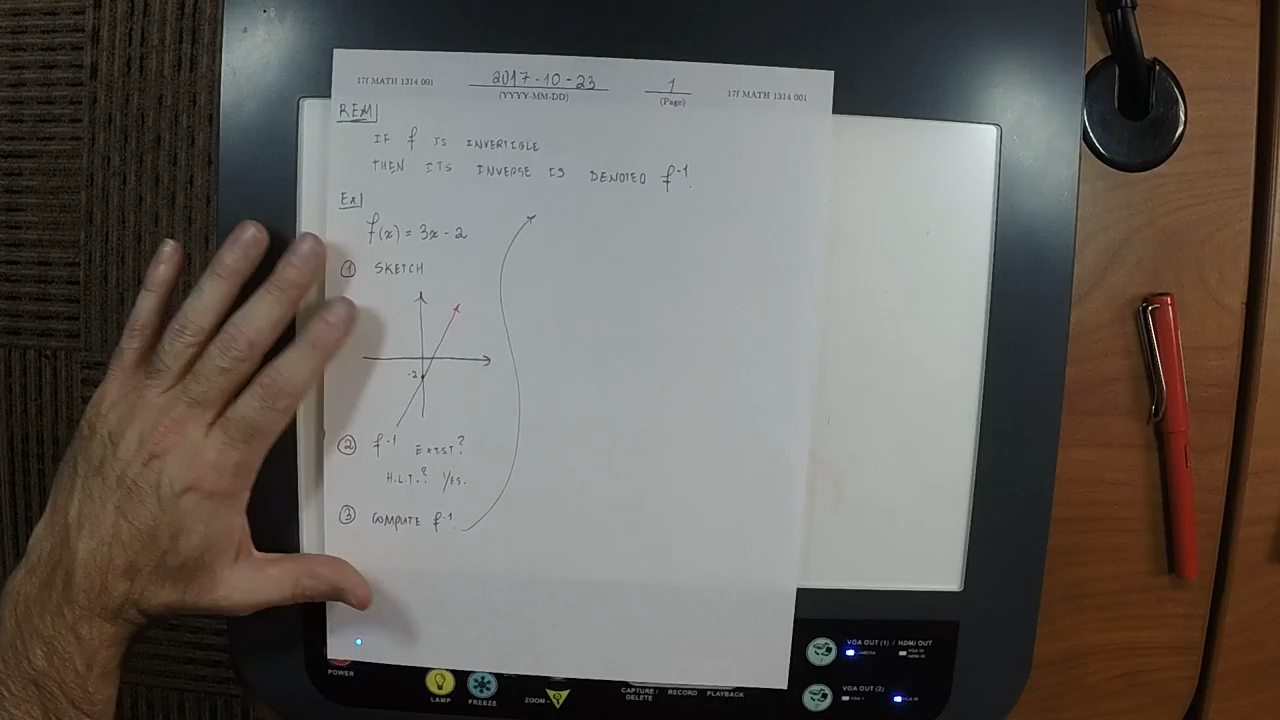 17f MATH 1314 001
2017-10-23
(YYYY-MM-DD)
1
(Page)
17f MATH 1314 001
REM
IF f IS INVERTIBLE
THEN ITS INVERSE IS DENOTED f⁻¹.
EX
f(x) = 3x - 2
① SKETCH
-2
② f⁻¹ EXIST?
H.L.T.? YES.
③ COMPUTE f⁻¹.
POWER
LAMP
FREEZE
ZOOM
CAPTURE /
DELETE
RECORD
PLAYBACK
VGA OUT (1) / HDMI OUT
VGA OUT (2)